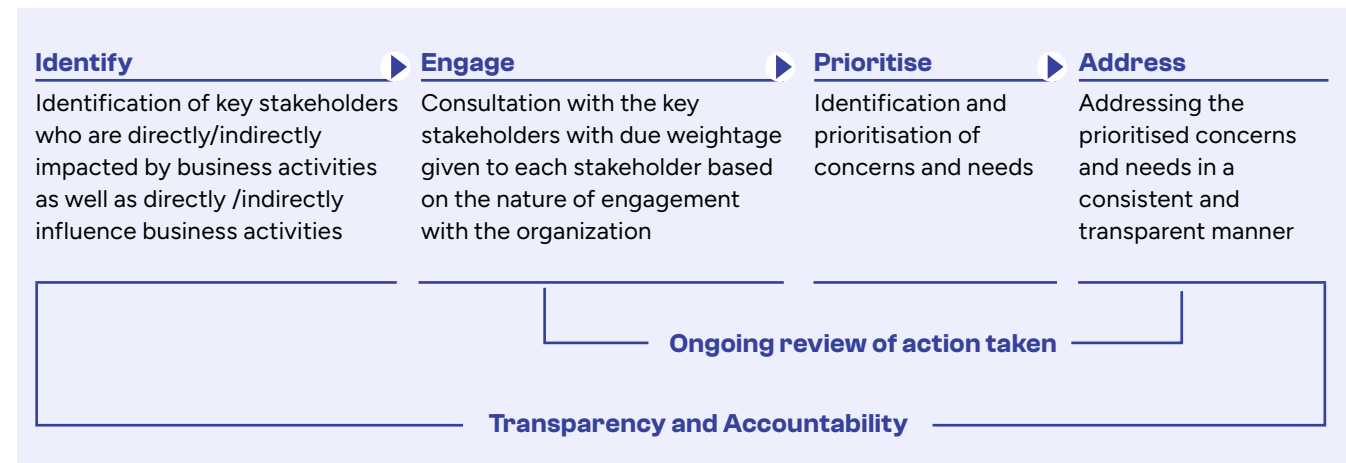 Identify
Identification of key stakeholders
who are directly/indirectly
impacted by business activities
as well as directly /indirectly
influence business activities
Engage
Consultation with the key
stakeholders with due weightage
given to each stakeholder based
on the nature of engagement
with the organization
Prioritise
Identification and
prioritisation of
concerns and needs
Address
Addressing the
prioritised concerns
and needs in a
consistent and
transparent manner
Ongoing review of action taken
Transparency and Accountability